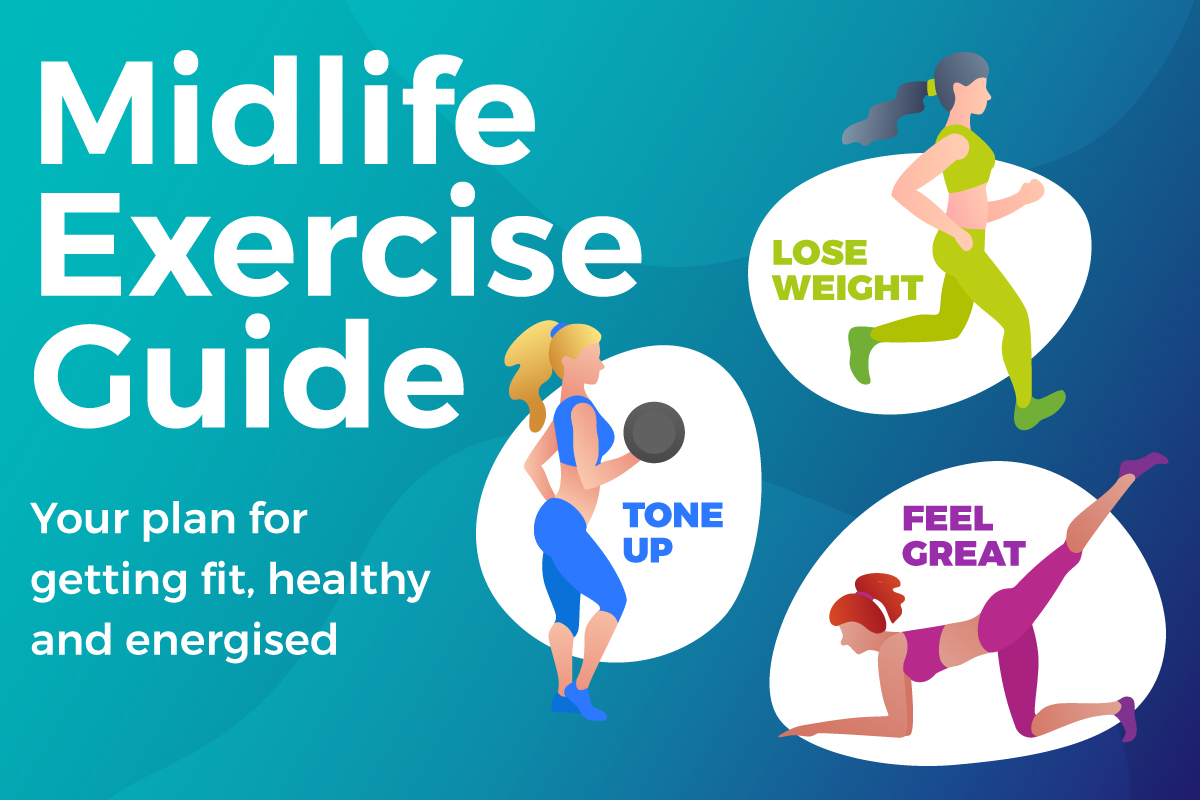 Midlife
Exercise
Guide
Your plan for
getting fit, healthy
and energised
LOSE
WEIGHT
TONE
UP
FEEL
GREAT